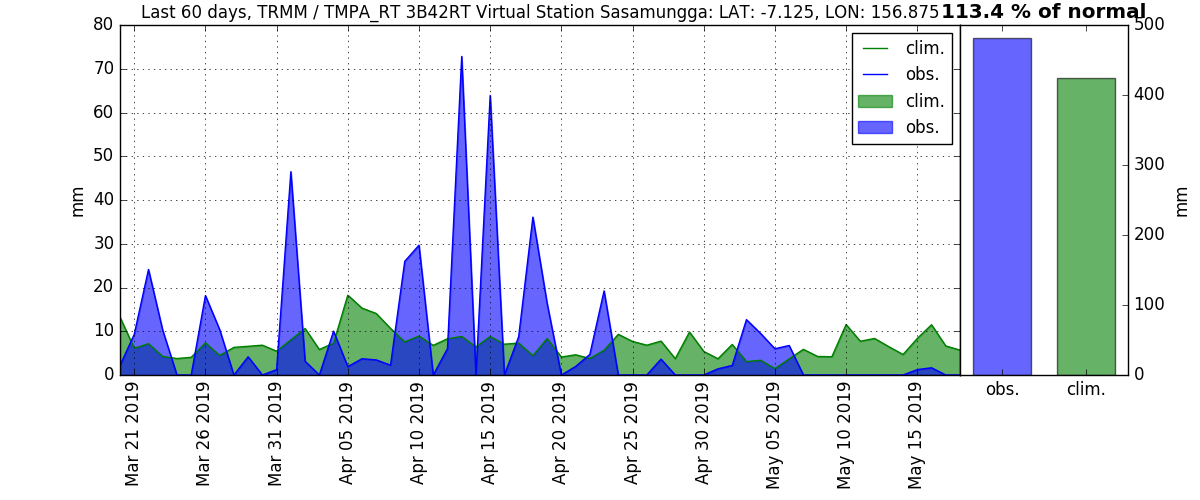 Last 60 days, TRMM / TMPA_RT 3B42RT Virtual Station Sasamungga: LAT: -7.125, LON: 156.875
113.4 % of normal
80
70
60
50
40
30
20
10
0
mm
clim.
obs.
clim.
obs.
500
400
300
200
100
0
mm
obs.
clim.
Mar 21 2019
Mar 26 2019
Mar 31 2019
Apr 05 2019
Apr 10 2019
Apr 15 2019
Apr 20 2019
Apr 25 2019
Apr 30 2019
May 05 2019
May 10 2019
May 15 2019